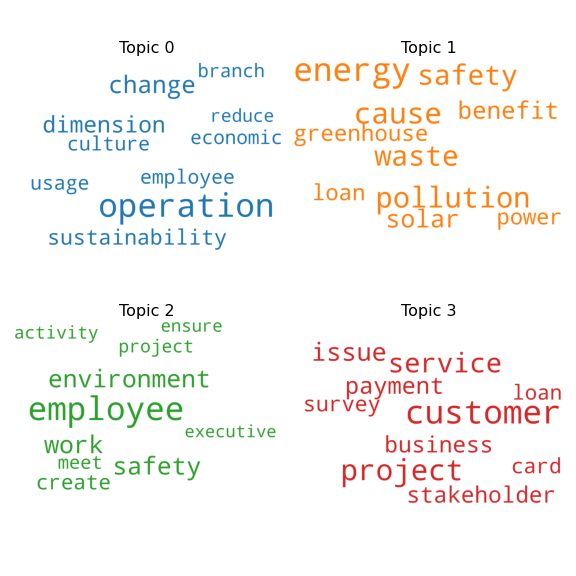 Topic 0
branch
change
reduce
dimension
economic
culture
employee
usage
operation
sustainability
Topic 1
energy
safety
cause
benefit
greenhouse
waste
loan
pollution
solar
power
Topic 2
ensure
activity
project
environment
employee
executive
work
meet
safety
create
Topic 3
issue
service
payment
loan
survey
customer
business
project
card
stakeholder